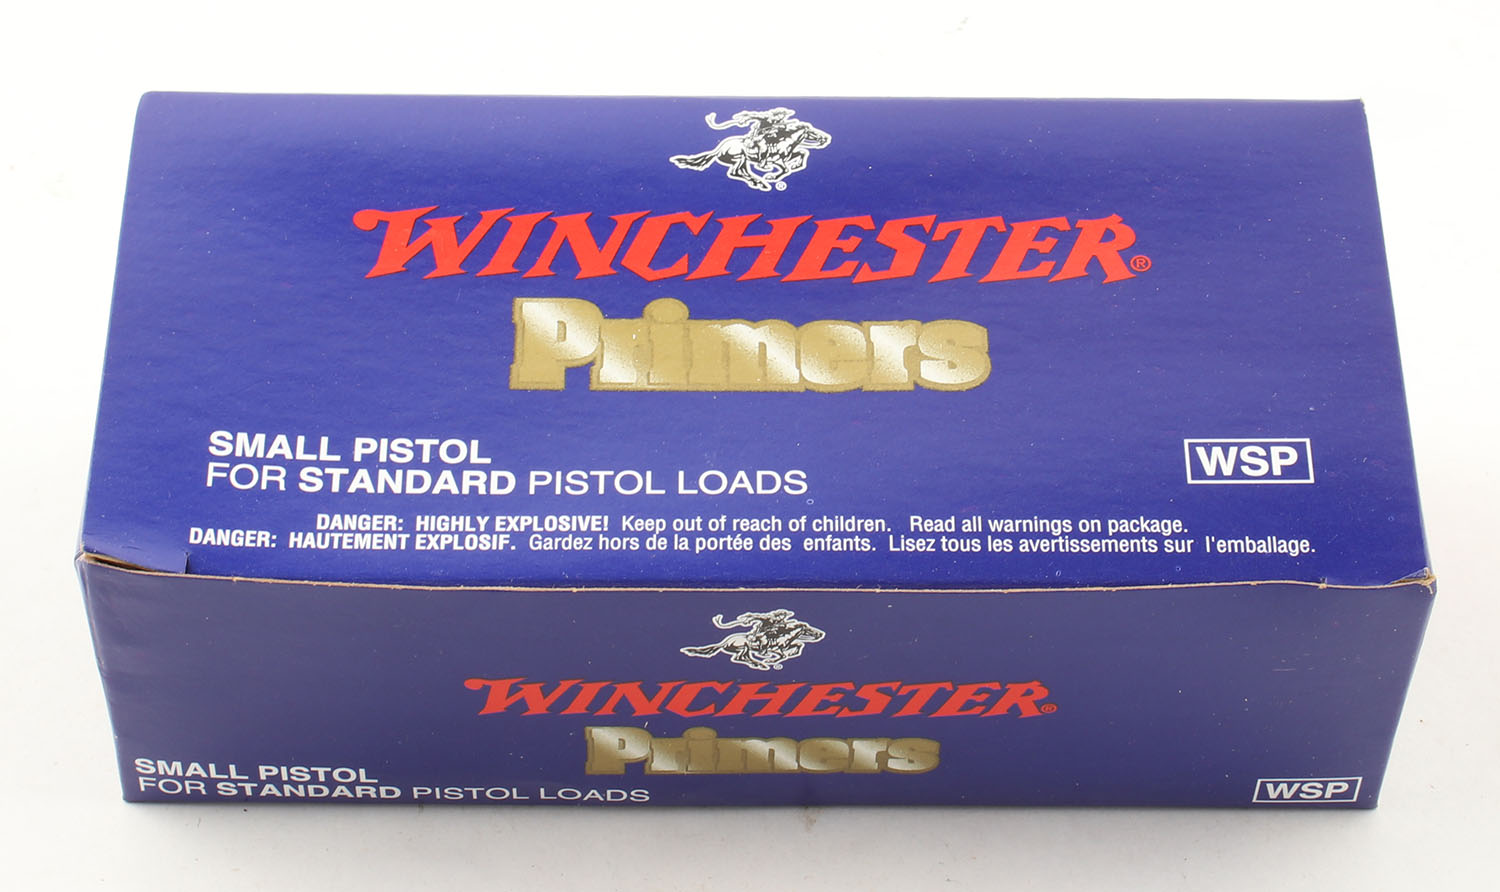 WINCHESTER®
Primers
SMALL PISTOL
FOR STANDARD PISTOL LOADS
WSP
DANGER: HIGHLY EXPLOSIVE! Keep out of reach of children. Read all warnings on package.
DANGER: HAUTEMENT EXPLOSIF. Gardez hors de la portée des enfants. Lisez tous les avertissements sur l'emballage.
WINCHESTER®
Primers
SMALL PISTOL
FOR STANDARD PISTOL LOADS
WSP